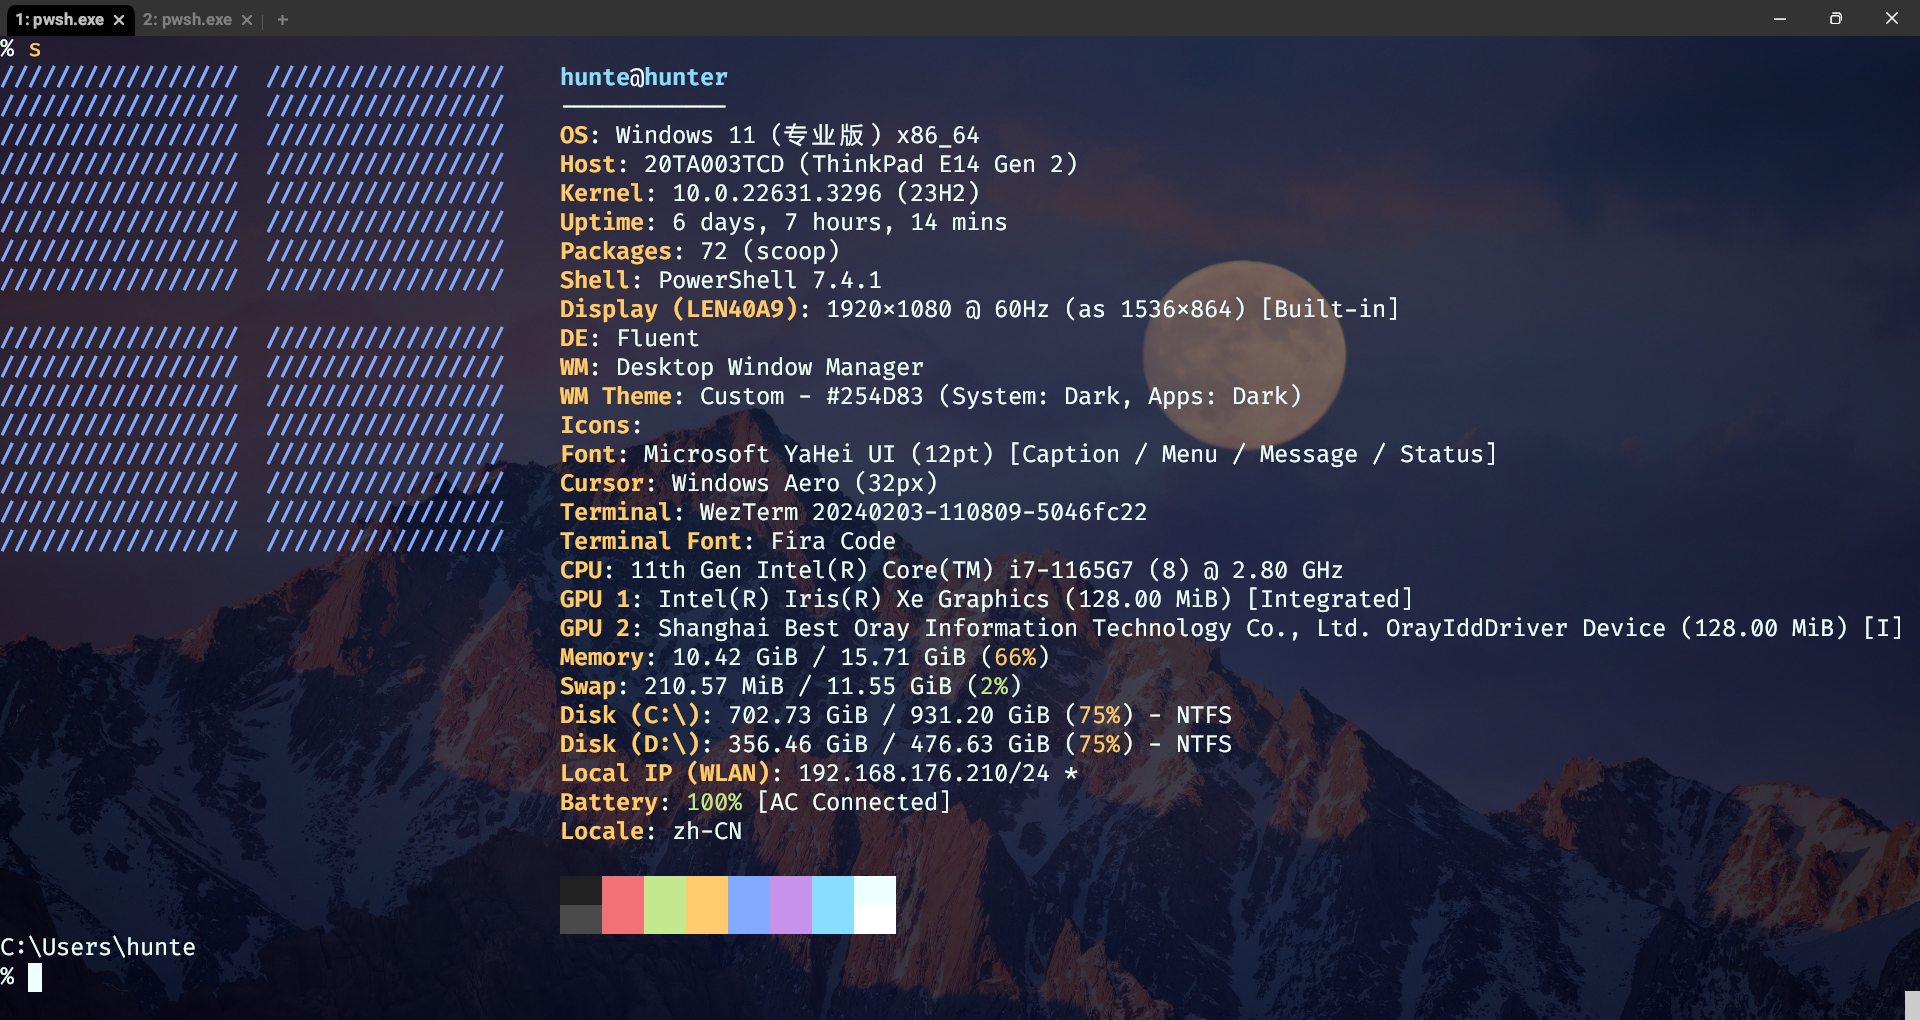 1: pwsh.exe × 2: pwsh.exe × +
% s
////////////////////////////////// hunte@hunter
///////////////// ///////////////// -------------
///////////////// ///////////////// OS: Windows 11 (专业版) x86_64
///////////////// ///////////////// Host: 20TA003TCD (ThinkPad E14 Gen 2)
///////////////// ///////////////// Kernel: 10.0.22631.3296 (23H2)
///////////////// ///////////////// Uptime: 6 days, 7 hours, 14 mins
///////////////// ///////////////// Packages: 72 (scoop)
///////////////// ///////////////// Shell: PowerShell 7.4.1
Display (LEN40A9): 1920×1080 @ 60Hz (as 1536×864) [Built-in]
///////////////// ///////////////// DE: Fluent
///////////////// ///////////////// WM: Desktop Window Manager
///////////////// ///////////////// WM Theme: Custom - #254D83 (System: Dark, Apps: Dark)
///////////////// ///////////////// Icons:
///////////////// ///////////////// Font: Microsoft YaHei UI (12pt) [Caption / Menu / Message / Status]
///////////////// ///////////////// Cursor: Windows Aero (32px)
///////////////// ///////////////// Terminal: WezTerm 20240203-110809-5046fc22
///////////////// ///////////////// Terminal Font: Fira Code
CPU: 11th Gen Intel(R) Core(TM) i7-1165G7 (8) @ 2.80 GHz
GPU 1: Intel(R) Iris(R) Xe Graphics (128.00 MiB) [Integrated]
GPU 2: Shanghai Best Oray Information Technology Co., Ltd. OrayIddDriver Device (128.00 MiB) [I]
Memory: 10.42 GiB / 15.71 GiB (66%)
Swap: 210.57 MiB / 11.55 GiB (2%)
Disk (C:\): 702.73 GiB / 931.20 GiB (75%) - NTFS
Disk (D:\): 356.46 GiB / 476.63 GiB (75%) - NTFS
Local IP (WLAN): 192.168.176.210/24 *
Battery: 100% [AC Connected]
Locale: zh-CN
C:\Users\hunte
%